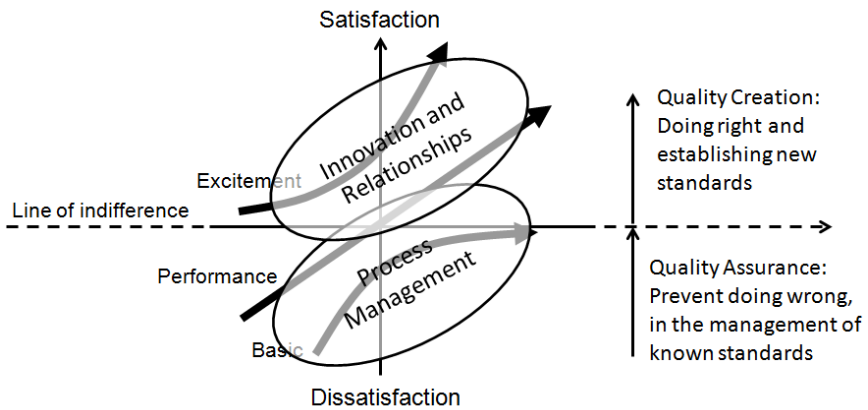 Satisfaction
Quality Creation:
Doing right and
establishing new
standards
Innovation and
Relationships
Excitement
Line of indifference
Performance
Process
Management
Quality Assurance:
Prevent doing wrong,
in the management of
known standards
Basic
Dissatisfaction